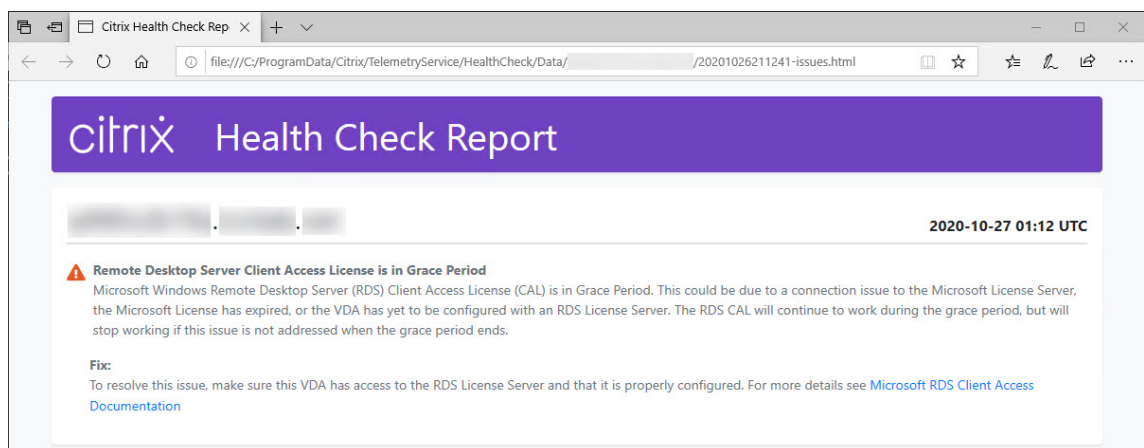 Citrix Health Check Rep
file:///C:/ProgramData/Citrix/TelemetryService/HealthCheck/Data/ /20201026211241-issues.html
citrix Health Check Report
. .
2020-10-27 01:12 UTC
Remote Desktop Server Client Access License is in Grace Period
Microsoft Windows Remote Desktop Server (RDS) Client Access License (CAL) is in Grace Period. This could be due to a connection issue to the Microsoft License Server,
the Microsoft License has expired, or the VDA has yet to be configured with an RDS License Server. The RDS CAL will continue to work during the grace period, but will
stop working if this issue is not addressed when the grace period ends.
Fix:
To resolve this issue, make sure this VDA has access to the RDS License Server and that it is properly configured. For more details see Microsoft RDS Client Access
Documentation